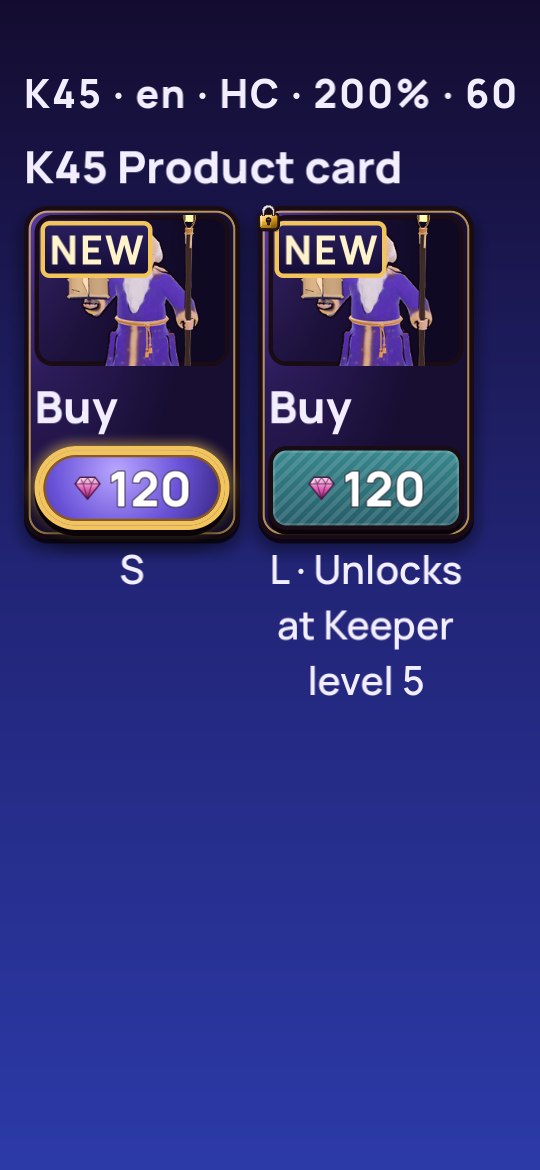 K45 · en · HC · 200% · 60
K45 Product card
NEW
NEW
Buy
Buy
120
120
S
L · Unlocks
at Keeper
level 5